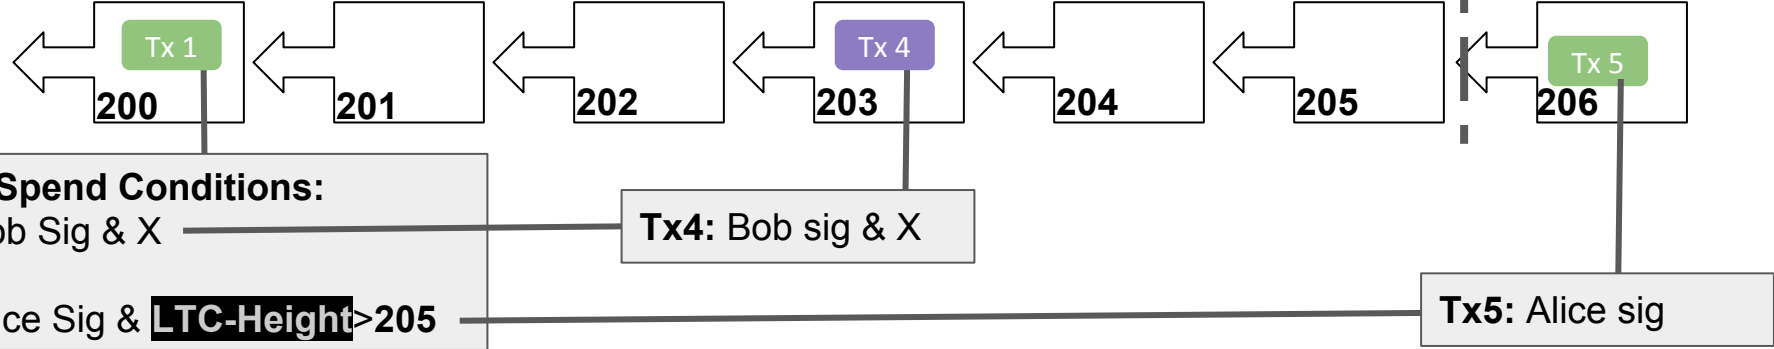 Tx 1
Tx 4
Tx 5
200
201
202
203
204
205
206
Spend Conditions:
ob Sig & X
Tx4: Bob sig & X
ice Sig & LTC-Height>205
Tx5: Alice sig